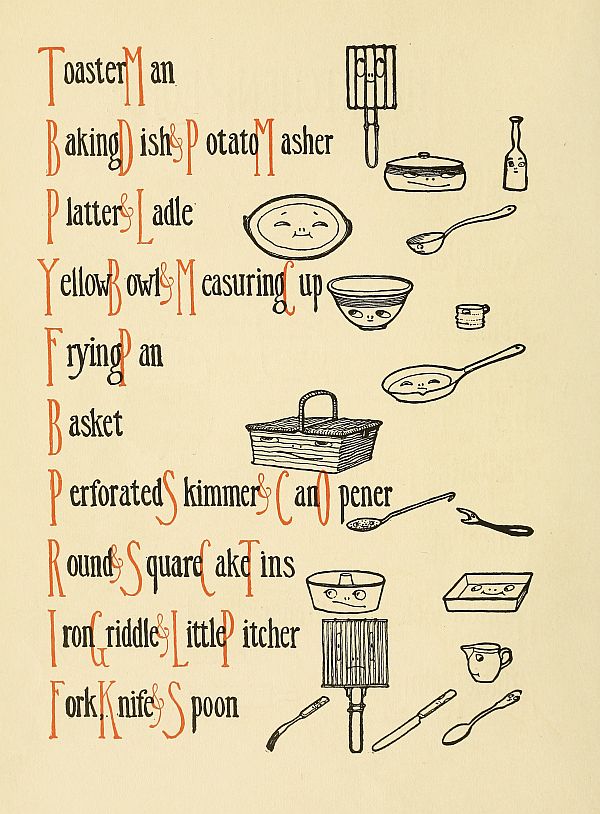 Toaster Man
Baking Dish & Potato Masher
Platter & Ladle
Yellow Bowl & Measuring Cup
Frying Pan
Basket
Perforated Skimmer & Can Opener
Round & Square Cake Tins
Iron Griddle & Little Pitcher
Fork, Knife & Spoon